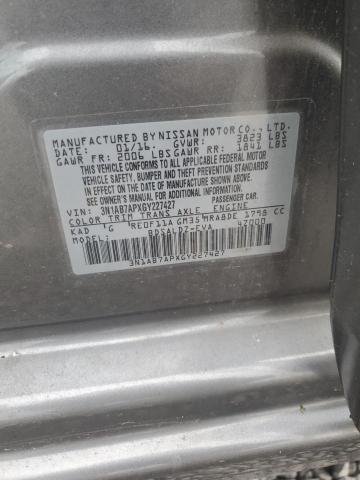 MANUFACTURED BY NISSAN MOTOR CO., LTD.
DATE: 01/16 GVWR: 3823 LBS
GAWR FR: 2006 LBS GAWR RR: 1841 LBS
THIS VEHICLE CONFORMS TO ALL APPLICABLE FEDERAL MOTOR
VEHICLE SAFETY, BUMPER, AND THEFT PREVENTION STANDARDS
IN EFFECT ON THE DATE OF MANUFACTURE SHOWN ABOVE.
SEE OWNER'S MANUAL. PASSENGER CAR.
VIN: 3N1AB7APXGY227427
COLOR TRIM TRANS AXLE ENGINE
KAD G RE0F11A GM35 MRA8DE 1798 CC
MODEL: BDSALDZ-EVA 47000
3N1AB7APXGY227427